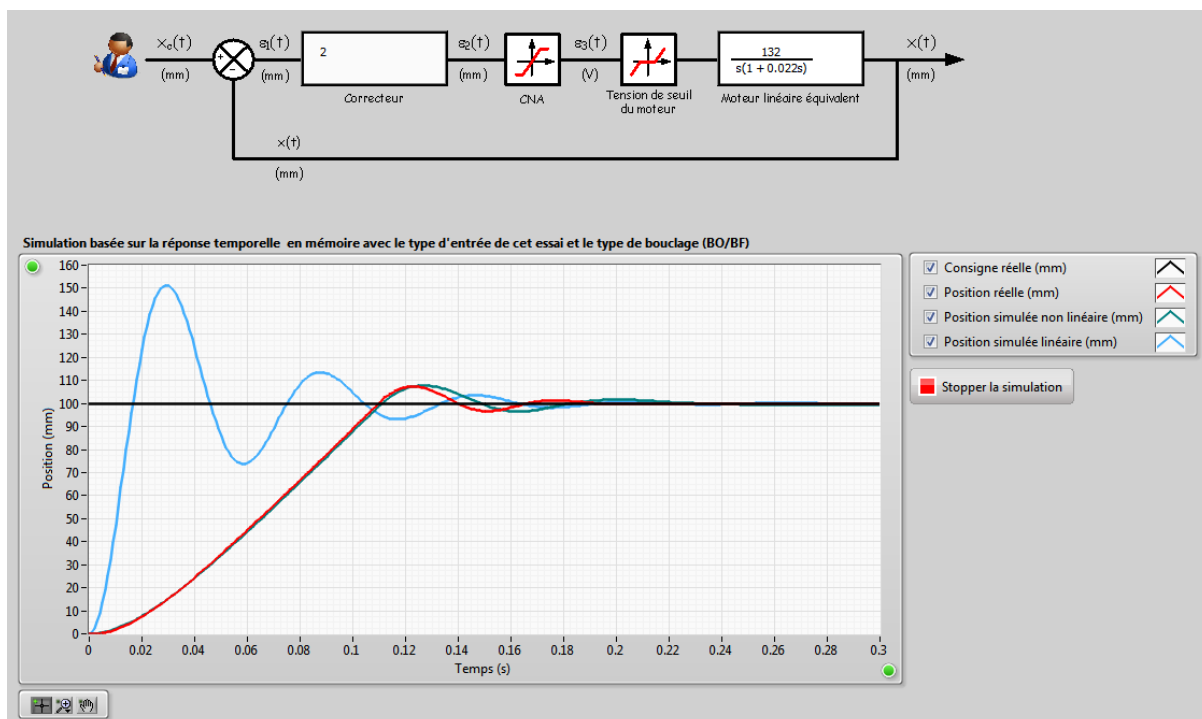 x_c(t)
(mm)
+
−
ε₁(t)
(mm)
2
Correcteur
ε₂(t)
(mm)
CNA
ε₃(t)
(V)
Tension de seuil
du moteur
132
s(1 + 0.022s)
Moteur linéaire équivalent
x(t)
(mm)
x(t)
(mm)
Simulation basée sur la réponse temporelle en mémoire avec le type d'entrée de cet essai et le type de bouclage (BO/BF)
160
150
140
130
120
110
100
90
80
70
60
50
40
30
20
10
0
Position (mm)
0 0.02 0.04 0.06 0.08 0.1 0.12 0.14 0.16 0.18 0.2 0.22 0.24 0.26 0.28 0.3
Temps (s)
Consigne réelle (mm)
Position réelle (mm)
Position simulée non linéaire (mm)
Position simulée linéaire (mm)
Stopper la simulation